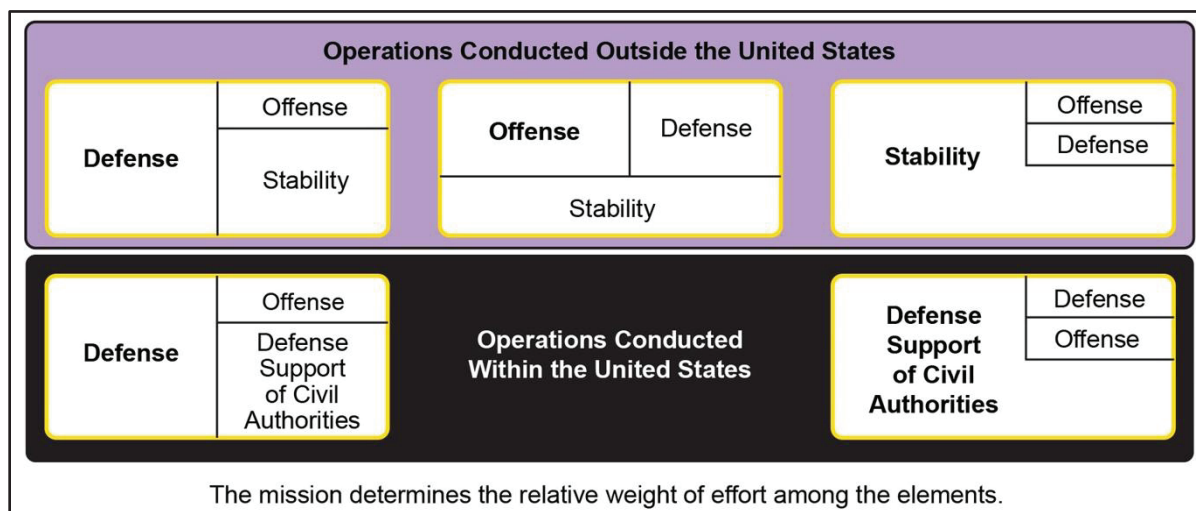 Operations Conducted Outside the United States
Defense
Offense
Stability
Offense
Defense
Stability
Stability
Offense
Defense
Defense
Offense
Defense
Support
of Civil
Authorities
Operations Conducted
Within the United States
Defense
Support
of Civil
Authorities
Defense
Offense
The mission determines the relative weight of effort among the elements.